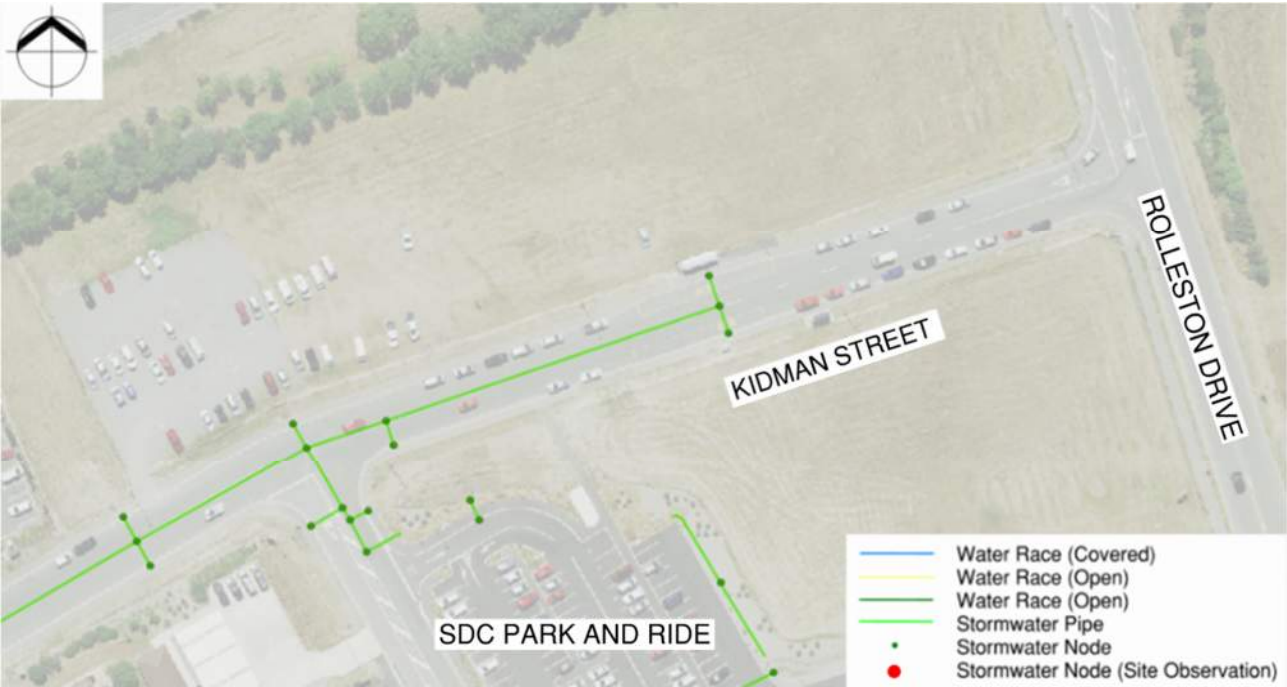 ROLLESTON DRIVE
KIDMAN STREET
SDC PARK AND RIDE
Water Race (Covered)
Water Race (Open)
Water Race (Open)
Stormwater Pipe
Stormwater Node
Stormwater Node (Site Observation)